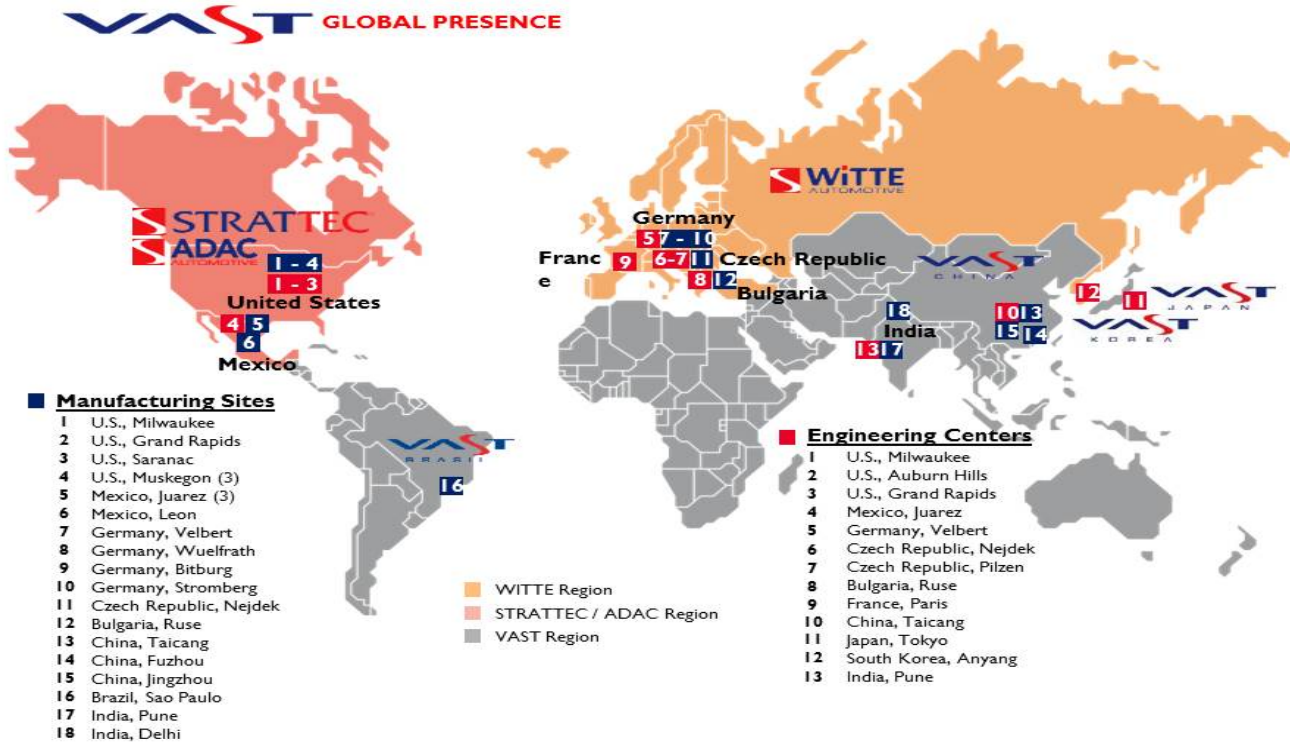 VAST GLOBAL PRESENCE
STRATTEC
ADAC
AUTOMOTIVE
1 - 4
1 - 3
United States
4 5
6
Mexico
WiTTE
AUTOMOTIVE
Germany
5 7 - 10
Franc
e
9
6-7 11 Czech Republic
8 12
Bulgaria
VAST
CHINA
18
India
13 17
10 13
15 14
12
11
VAST
JAPAN
VAST
KOREA
VAST
BRASIL
16
Manufacturing Sites
1 U.S., Milwaukee
2 U.S., Grand Rapids
3 U.S., Saranac
4 U.S., Muskegon (3)
5 Mexico, Juarez (3)
6 Mexico, Leon
7 Germany, Velbert
8 Germany, Wuelfrath
9 Germany, Bitburg
10 Germany, Stromberg
11 Czech Republic, Nejdek
12 Bulgaria, Ruse
13 China, Taicang
14 China, Fuzhou
15 China, Jingzhou
16 Brazil, Sao Paulo
17 India, Pune
18 India, Delhi
WITTE Region
STRATTEC / ADAC Region
VAST Region
Engineering Centers
1 U.S., Milwaukee
2 U.S., Auburn Hills
3 U.S., Grand Rapids
4 Mexico, Juarez
5 Germany, Velbert
6 Czech Republic, Nejdek
7 Czech Republic, Pilzen
8 Bulgaria, Ruse
9 France, Paris
10 China, Taicang
11 Japan, Tokyo
12 South Korea, Anyang
13 India, Pune